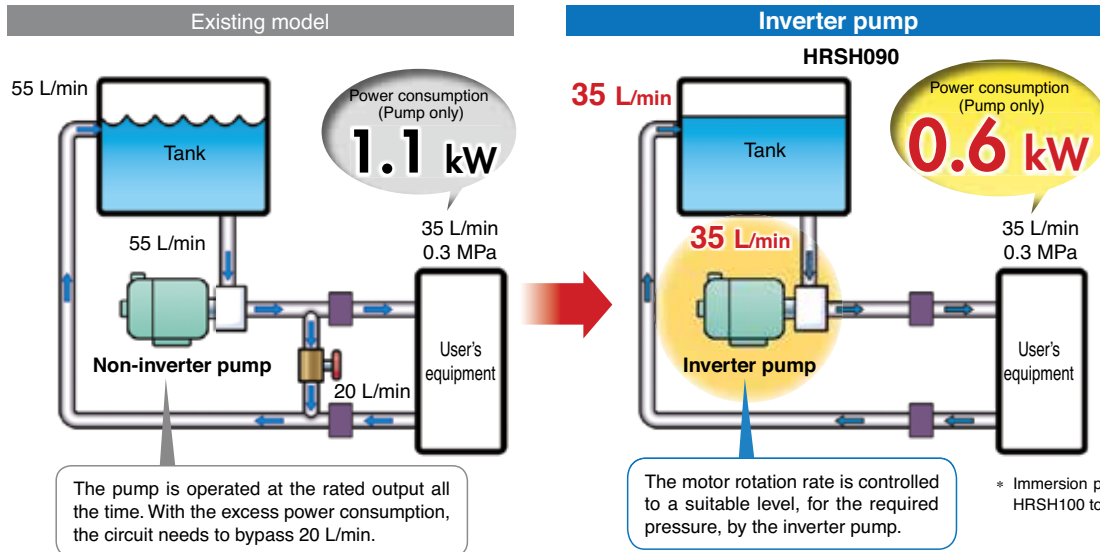 Existing model
55 L/min
Tank
Power consumption
(Pump only)
1.1 kW
55 L/min
35 L/min
0.3 MPa
Non-inverter pump
20 L/min
User's
equipment
The pump is operated at the rated output all
the time. With the excess power consumption,
the circuit needs to bypass 20 L/min.
Inverter pump
HRSH090
35 L/min
Tank
Power consumption
(Pump only)
0.6 kW
35 L/min
35 L/min
0.3 MPa
Inverter pump
User's
equipment
The motor rotation rate is controlled
to a suitable level, for the required
pressure, by the inverter pump.
* Immersion p
HRSH100 to